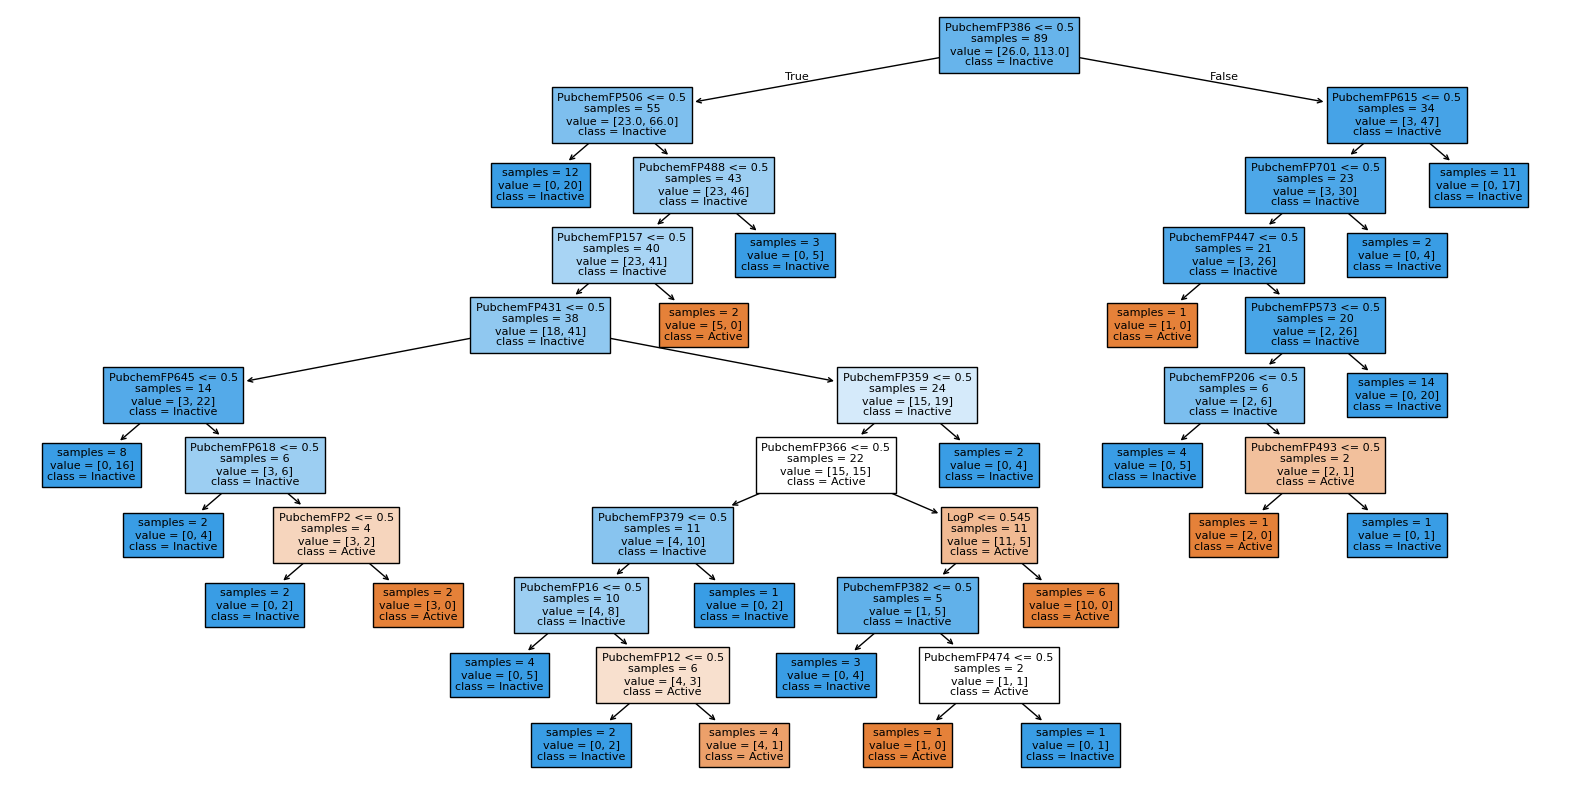 PubchemFP386 <= 0.5
samples = 89
value = [26.0, 113.0]
class = Inactive
True
False
PubchemFP506 <= 0.5
samples = 55
value = [23.0, 66.0]
class = Inactive
PubchemFP615 <= 0.5
samples = 34
value = [3, 47]
class = Inactive
samples = 12
value = [0, 20]
class = Inactive
PubchemFP488 <= 0.5
samples = 43
value = [23, 46]
class = Inactive
PubchemFP701 <= 0.5
samples = 23
value = [3, 30]
class = Inactive
samples = 11
value = [0, 17]
class = Inactive
PubchemFP157 <= 0.5
samples = 40
value = [23, 41]
class = Inactive
samples = 3
value = [0, 5]
class = Inactive
PubchemFP447 <= 0.5
samples = 21
value = [3, 26]
class = Inactive
samples = 2
value = [0, 4]
class = Inactive
PubchemFP431 <= 0.5
samples = 38
value = [18, 41]
class = Inactive
samples = 2
value = [5, 0]
class = Active
samples = 1
value = [1, 0]
class = Active
PubchemFP573 <= 0.5
samples = 20
value = [2, 26]
class = Inactive
PubchemFP645 <= 0.5
samples = 14
value = [3, 22]
class = Inactive
PubchemFP359 <= 0.5
samples = 24
value = [15, 19]
class = Inactive
PubchemFP206 <= 0.5
samples = 6
value = [2, 6]
class = Inactive
samples = 14
value = [0, 20]
class = Inactive
samples = 8
value = [0, 16]
class = Inactive
PubchemFP618 <= 0.5
samples = 6
value = [3, 6]
class = Inactive
PubchemFP366 <= 0.5
samples = 22
value = [15, 15]
class = Active
samples = 2
value = [0, 4]
class = Inactive
samples = 4
value = [0, 5]
class = Inactive
PubchemFP493 <= 0.5
samples = 2
value = [2, 1]
class = Active
samples = 2
value = [0, 4]
class = Inactive
PubchemFP2 <= 0.5
samples = 4
value = [3, 2]
class = Active
PubchemFP379 <= 0.5
samples = 11
value = [4, 10]
class = Inactive
LogP <= 0.545
samples = 11
value = [11, 5]
class = Active
samples = 1
value = [2, 0]
class = Active
samples = 1
value = [0, 1]
class = Inactive
samples = 2
value = [0, 2]
class = Inactive
samples = 2
value = [3, 0]
class = Active
PubchemFP16 <= 0.5
samples = 10
value = [4, 8]
class = Inactive
samples = 1
value = [0, 2]
class = Inactive
PubchemFP382 <= 0.5
samples = 5
value = [1, 5]
class = Inactive
samples = 6
value = [10, 0]
class = Active
samples = 4
value = [0, 5]
class = Inactive
PubchemFP12 <= 0.5
samples = 6
value = [4, 3]
class = Active
samples = 3
value = [0, 4]
class = Inactive
PubchemFP474 <= 0.5
samples = 2
value = [1, 1]
class = Active
samples = 2
value = [0, 2]
class = Inactive
samples = 4
value = [4, 1]
class = Active
samples = 1
value = [1, 0]
class = Active
samples = 1
value = [0, 1]
class = Inactive